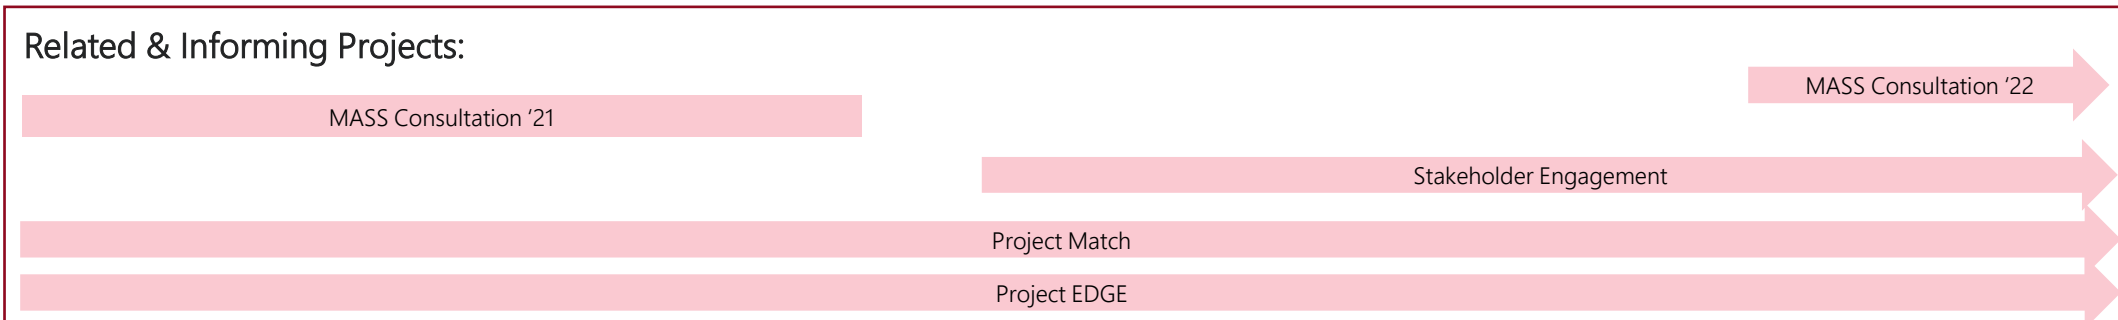 Related & Informing Projects:
MASS Consultation ‘22
MASS Consultation ‘21
Stakeholder Engagement
Project Match
Project EDGE